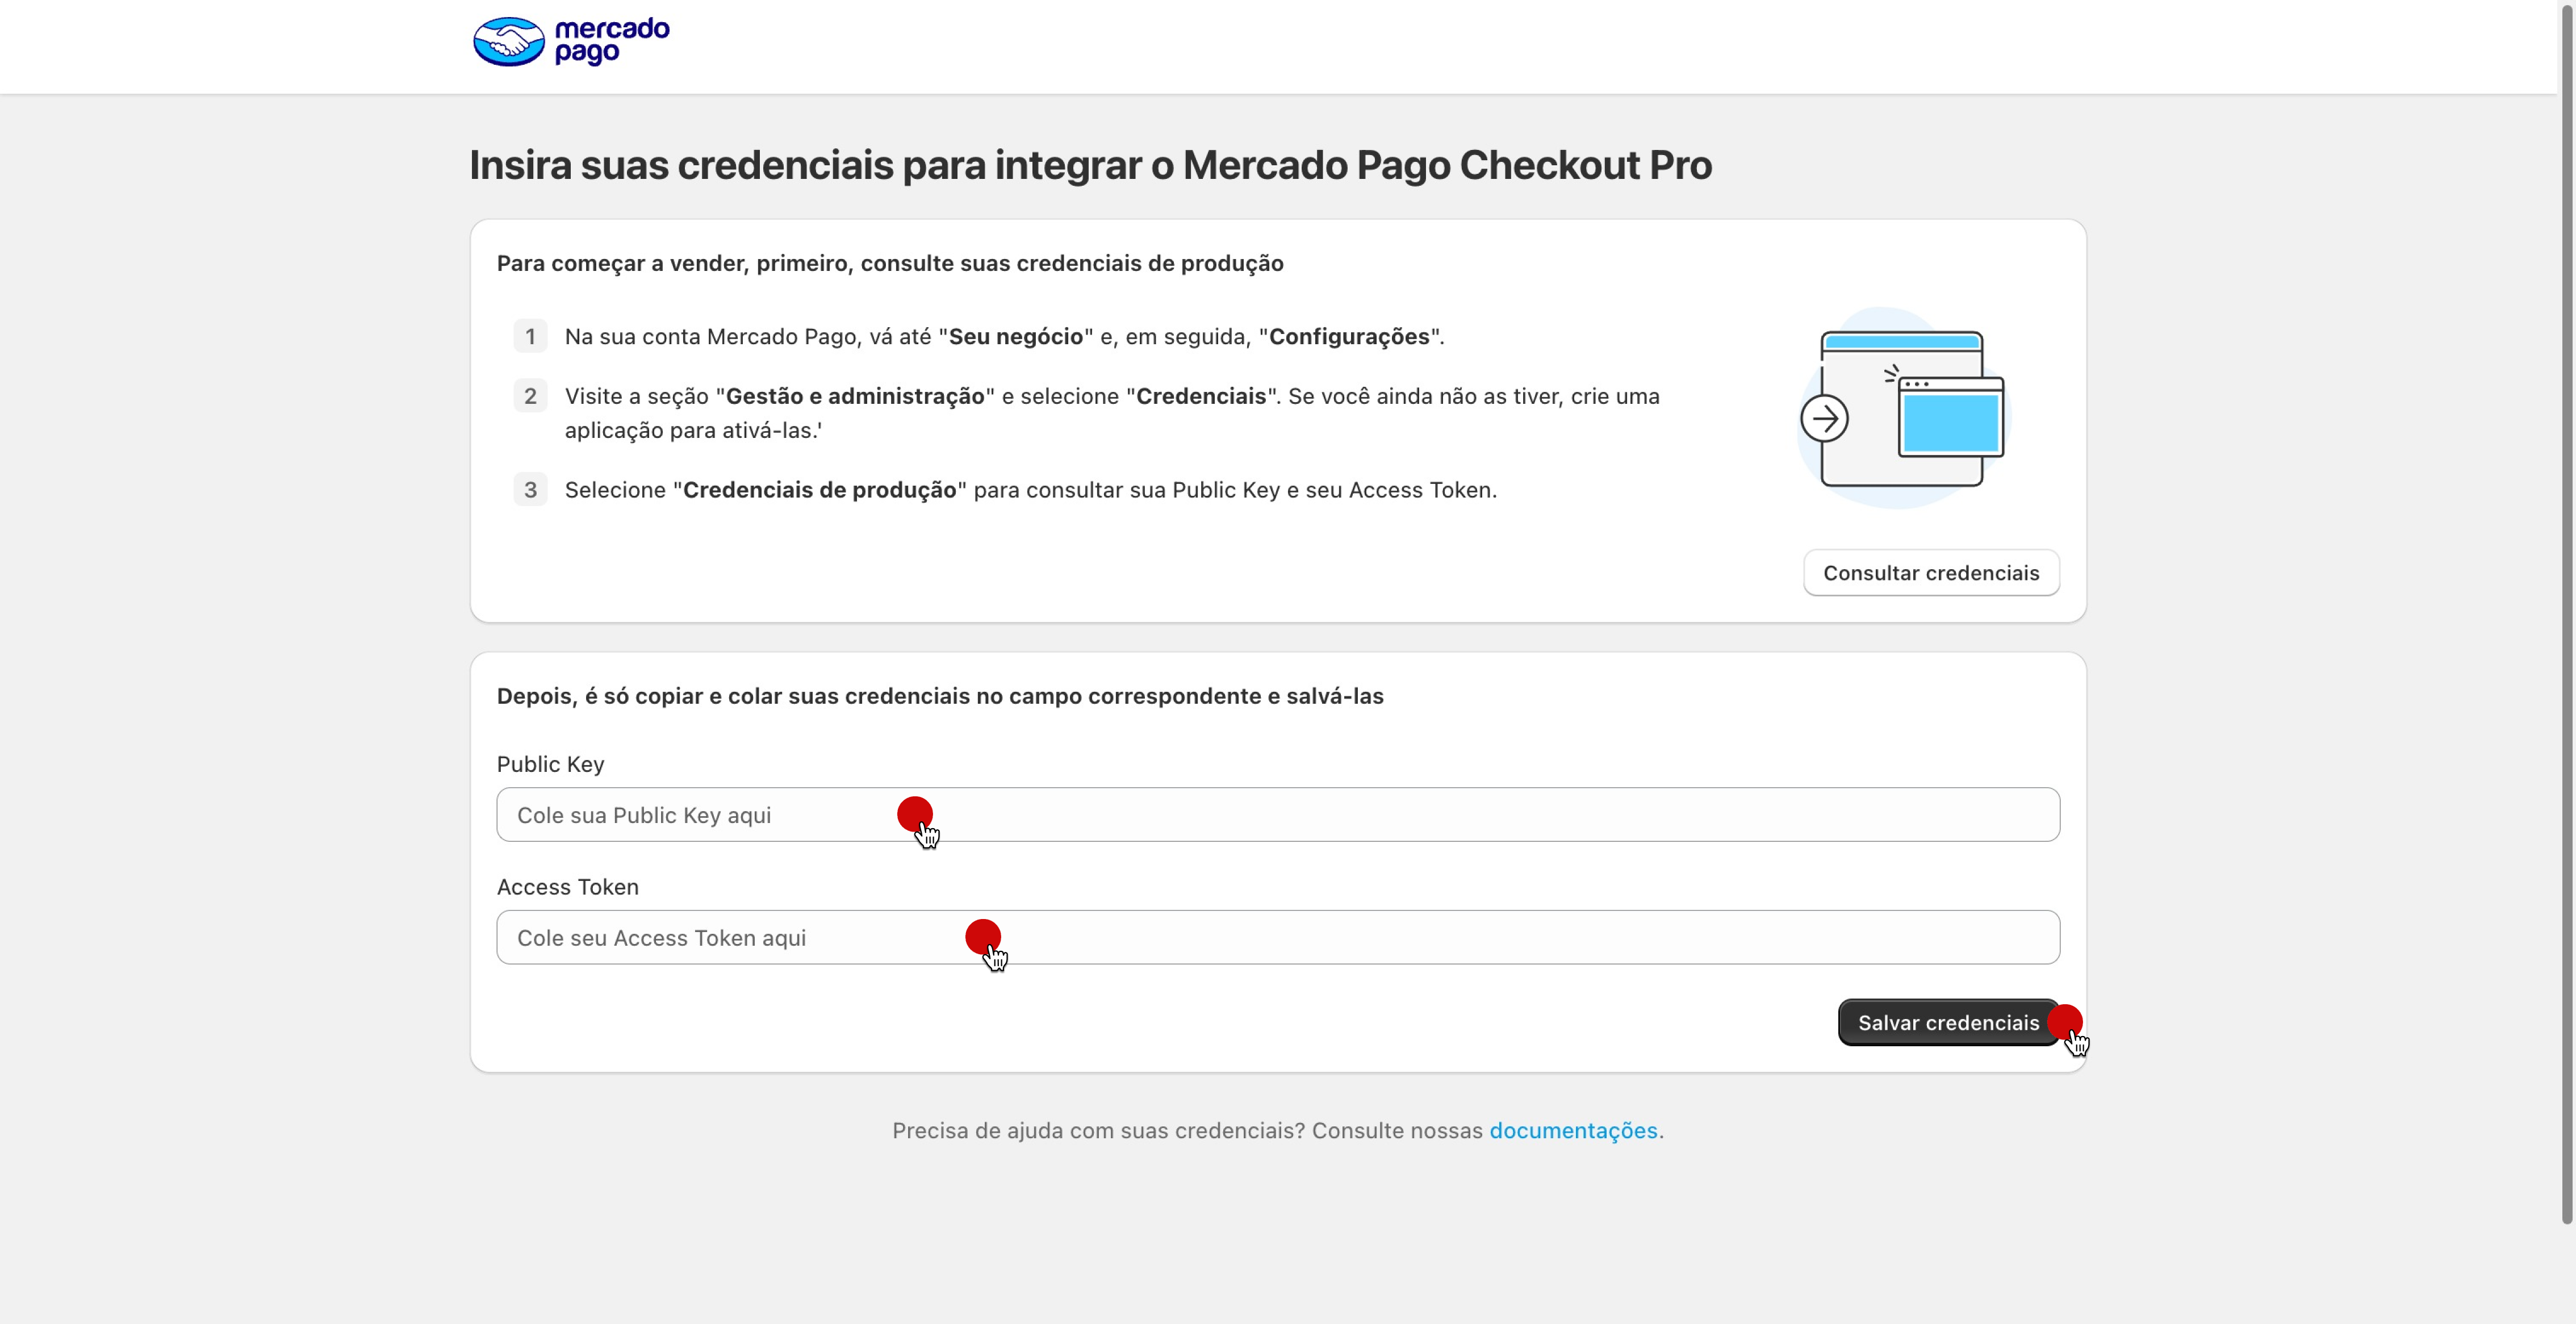 mercado
pago
Insira suas credenciais para integrar o Mercado Pago Checkout Pro
Para começar a vender, primeiro, consulte suas credenciais de produção
1 Na sua conta Mercado Pago, vá até "Seu negócio" e, em seguida, "Configurações".
2 Visite a seção "Gestão e administração" e selecione "Credenciais". Se você ainda não as tiver, crie uma
aplicação para ativá-las.'
3 Selecione "Credenciais de produção" para consultar sua Public Key e seu Access Token.
Consultar credenciais
Depois, é só copiar e colar suas credenciais no campo correspondente e salvá-las
Public Key
Cole sua Public Key aqui
Access Token
Cole seu Access Token aqui
Salvar credenciais
Precisa de ajuda com suas credenciais? Consulte nossas documentações.